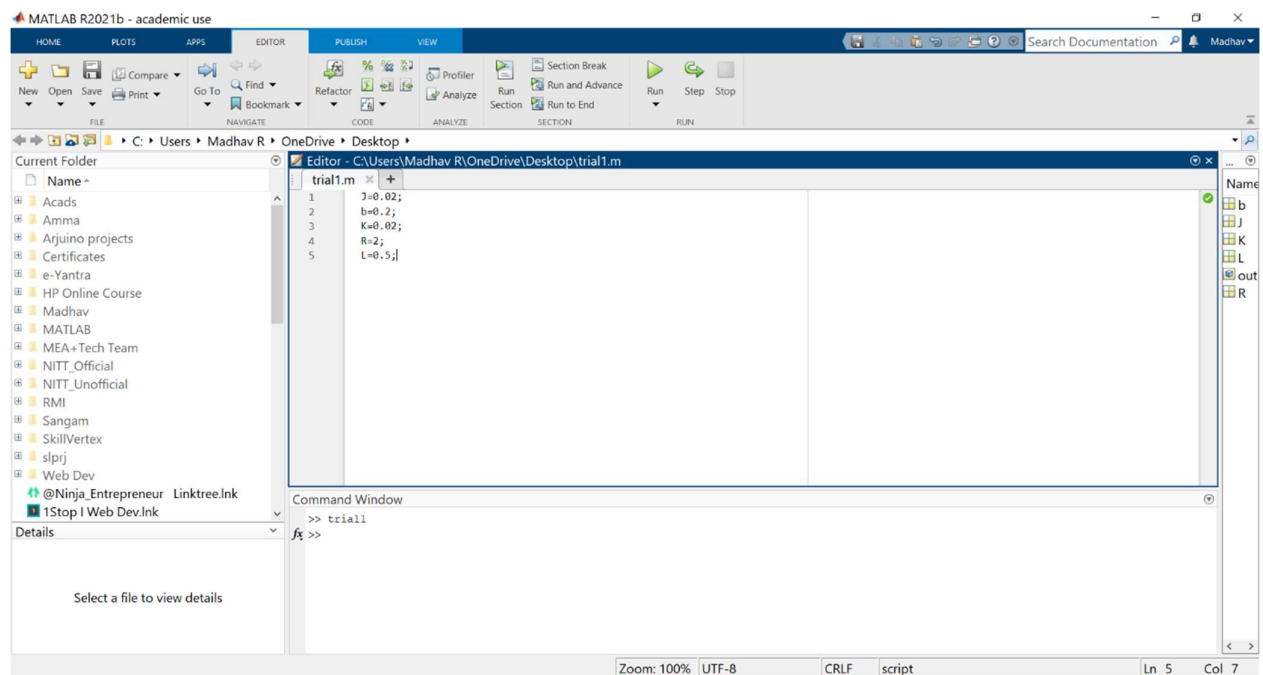 MATLAB R2021b - academic use
HOME PLOTS APPS EDITOR PUBLISH VIEW Search Documentation Madhav
New Open Save Compare Print Go To Find Bookmark Refactor Profiler Analyze Run Section Section Break Run and Advance Run to End Run Step Stop
FILE NAVIGATE CODE ANALYZE SECTION RUN
C: Users Madhav R OneDrive Desktop
Current Folder
Name
Acads
Amma
Arjuino projects
Certificates
e-Yantra
HP Online Course
Madhav
MATLAB
MEA+Tech Team
NITT_Official
NITT_Unofficial
RMI
Sangam
SkillVertex
slprj
Web Dev
@Ninja_Entrepreneur Linktree.lnk
1Stop I Web Dev.lnk
Details
Select a file to view details
Editor - C:\Users\Madhav R\OneDrive\Desktop\trial1.m
trial1.m
1 J=0.02;
2 b=0.2;
3 K=0.02;
4 R=2;
5 L=0.5;
Command Window
>> trial1
fx >>
...
Name
b
J
K
L
out
R
Zoom: 100% UTF-8 CRLF script Ln 5 Col 7